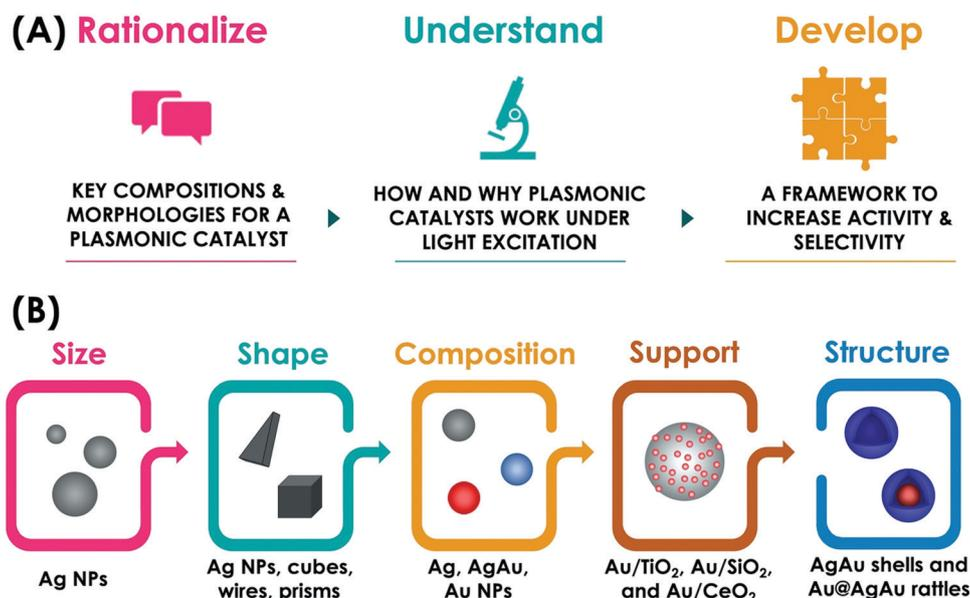 (A) Rationalize Understand Develop
KEY COMPOSITIONS &
MORPHOLOGIES FOR A
PLASMONIC CATALYST
HOW AND WHY PLASMONIC
CATALYSTS WORK UNDER
LIGHT EXCITATION
A FRAMEWORK TO
INCREASE ACTIVITY &
SELECTIVITY
(B)
Size Shape Composition Support Structure
Ag NPs
Ag NPs, cubes,
wires, prisms
Ag, AgAu,
Au NPs
Au/TiO₂, Au/SiO₂,
and Au/CeO₂
AgAu shells and
Au@AgAu rattles